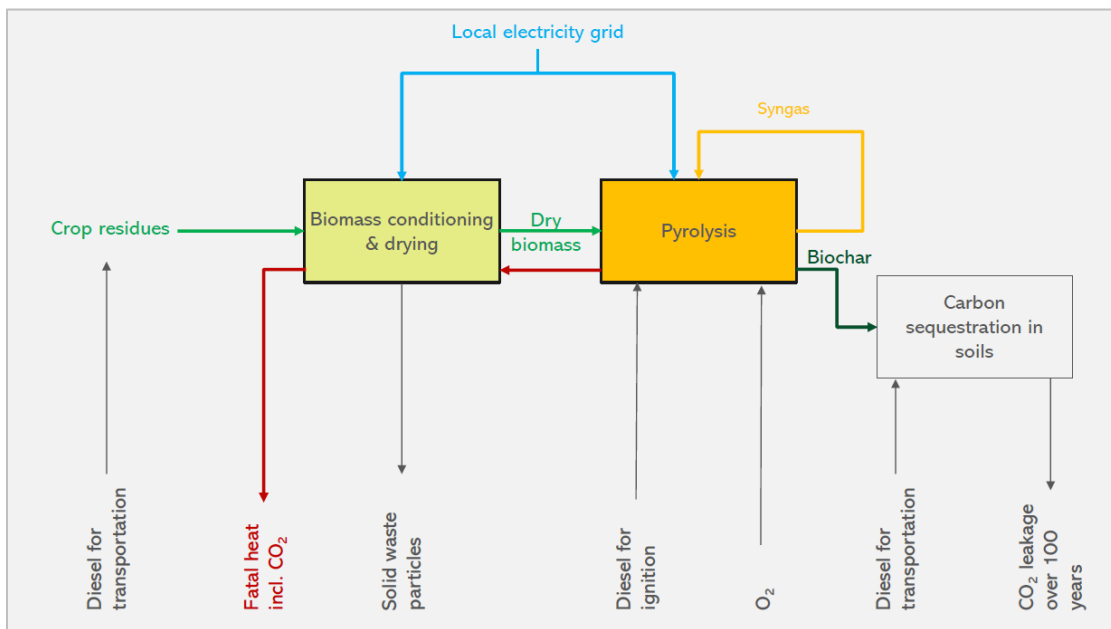 Local electricity grid
Syngas
Crop residues
Biomass conditioning
& drying
Dry
biomass
Pyrolysis
Biochar
Carbon
sequestration in
soils
Diesel for
transportation
Fatal heat
incl. CO₂
Solid waste
particles
Diesel for
ignition
O₂
Diesel for
transportation
CO₂ leakage
over 100
years